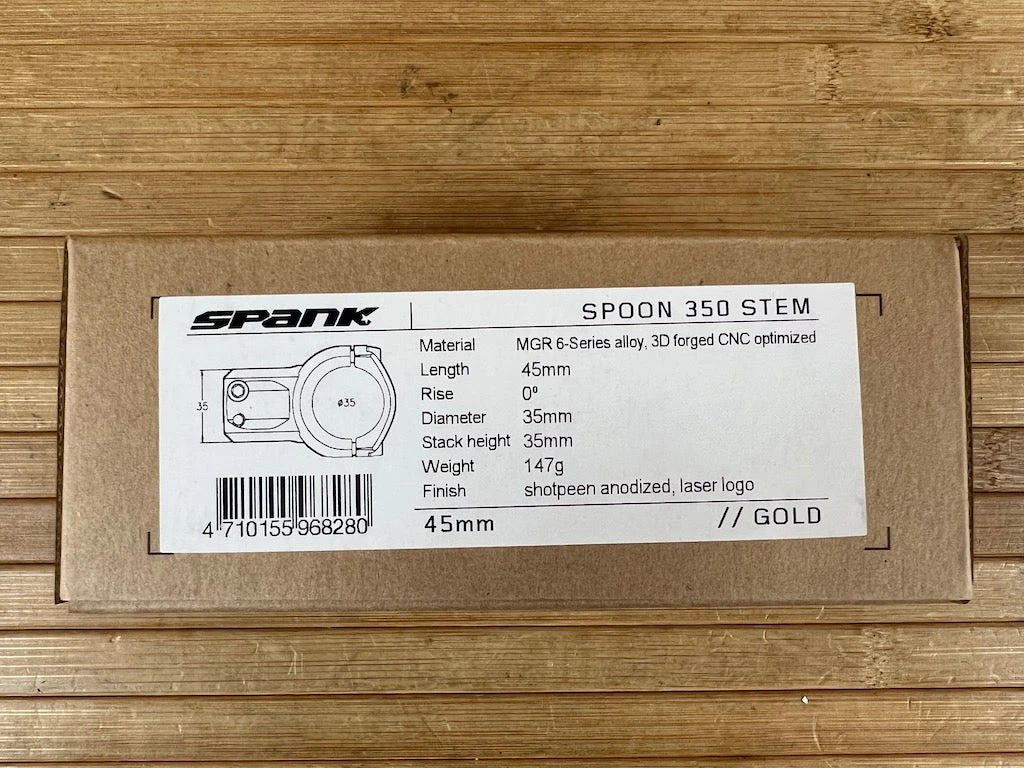 SPANK
SPOON 350 STEM
Material MGR 6-Series alloy, 3D forged CNC optimized
Length 45mm
Rise 0º
Diameter 35mm
Stack height 35mm
Weight 147g
Finish shotpeen anodized, laser logo
35
ø35
4 710155 968280
45mm // GOLD